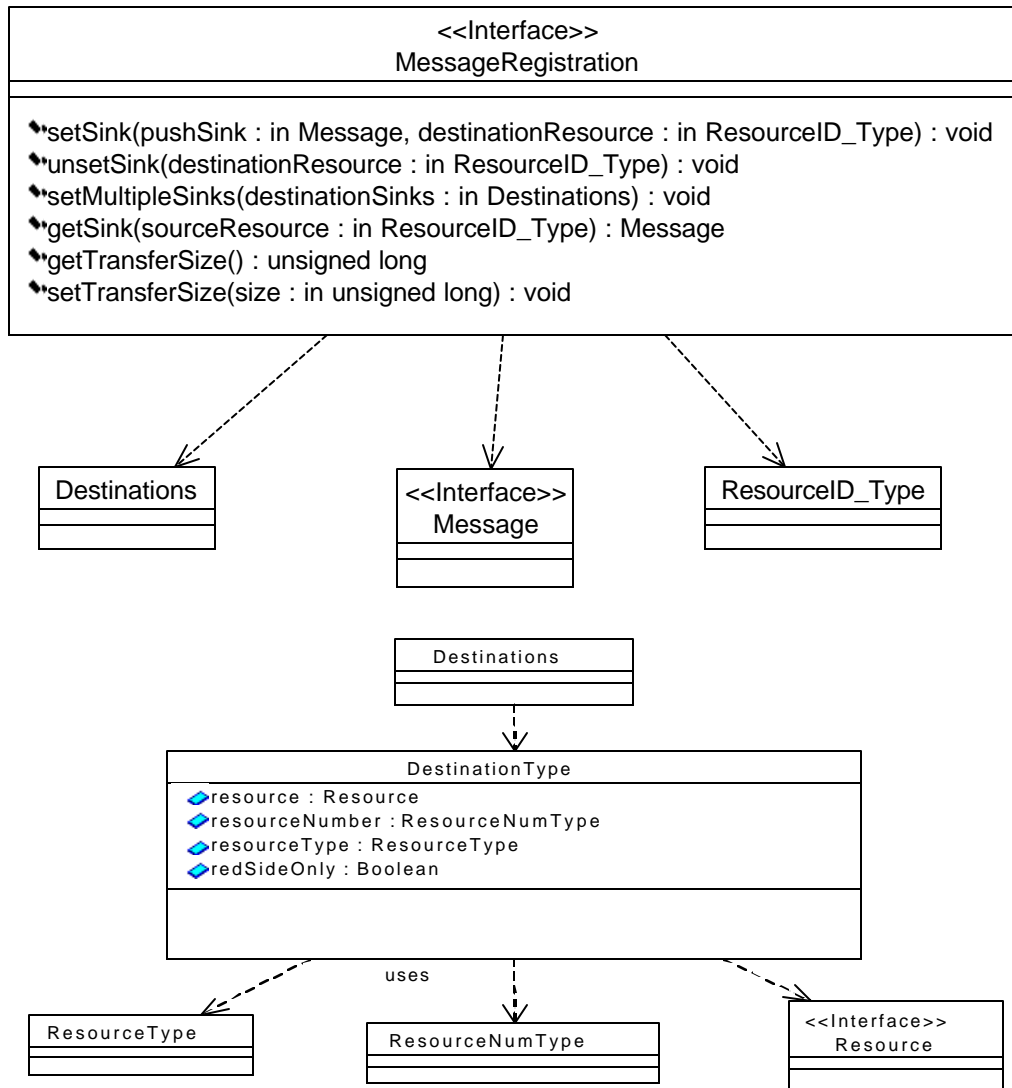 <<Interface>>
MessageRegistration
setSink(pushSink : in Message, destinationResource : in ResourceID_Type) : void
unsetSink(destinationResource : in ResourceID_Type) : void
setMultipleSinks(destinationSinks : in Destinations) : void
getSink(sourceResource : in ResourceID_Type) : Message
getTransferSize() : unsigned long
setTransferSize(size : in unsigned long) : void
Destinations
<<Interface>>
Message
ResourceID_Type
Destinations
DestinationType
resource : Resource
resourceNumber : ResourceNumType
resourceType : ResourceType
redSideOnly : Boolean
uses
ResourceType
ResourceNumType
<<Interface>>
Resource